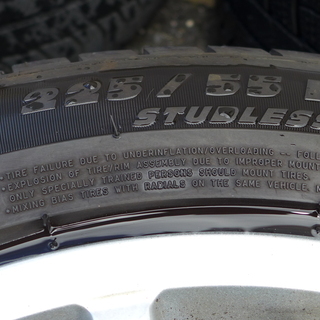 225/55
STUDLESS
•TIRE FAILURE DUE TO UNDERINFLATION/OVERLOADING – FOLL
•EXPLOSION OF TIRE/RIM ASSEMBLY DUE TO IMPROPER MOUNT
ONLY SPECIALLY TRAINED PERSONS SHOULD MOUNT TIRES.
•MIXING BIAS TIRES WITH RADIALS ON THE SAME VEHICLE.